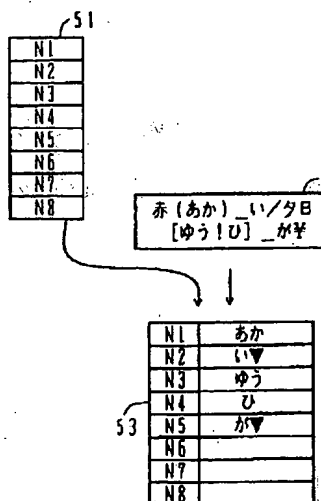 51
N1
N2
N3
N4
N5
N6
N7
N8
赤(あか)_い/夕日
[ゆう!ひ]_が¥
53
N1 あか
N2 い▼
N3 ゆう
N4 ひ
N5 が▼
N6
N7
N8